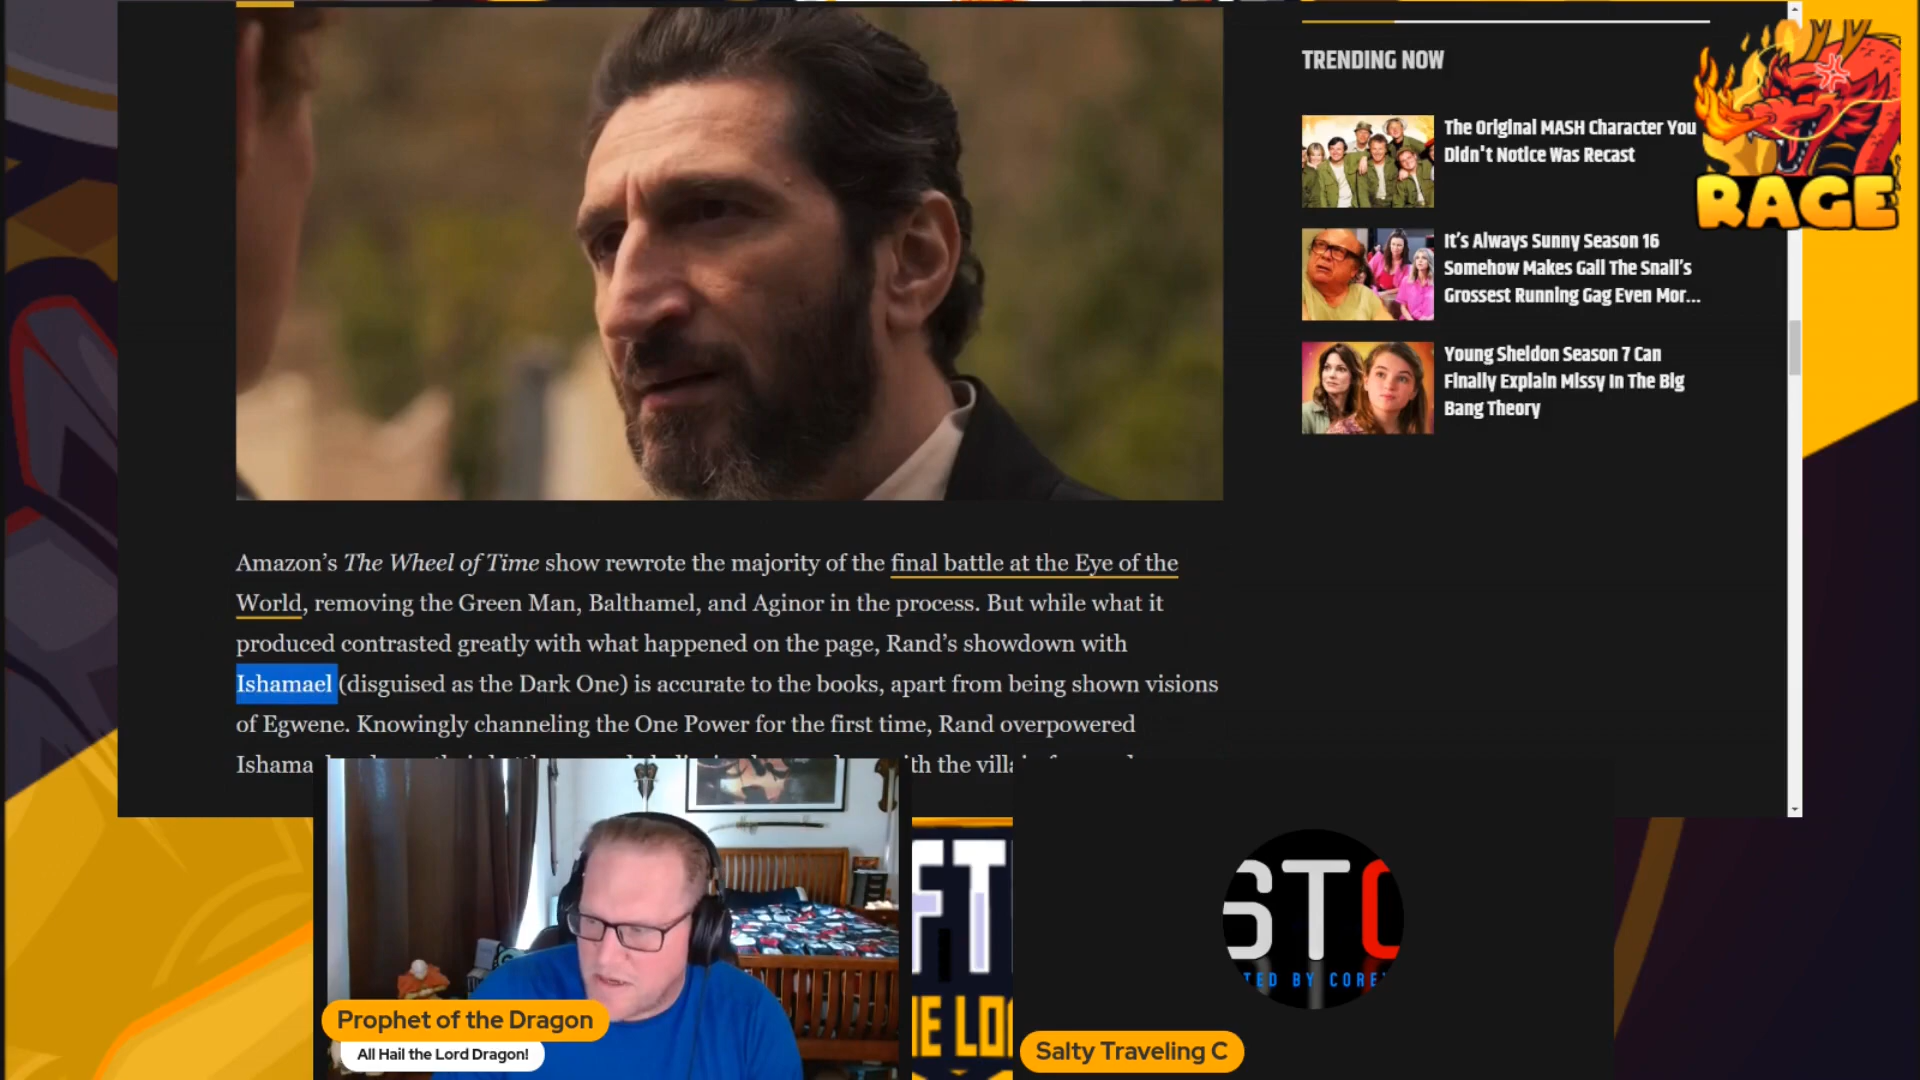 TRENDING NOW
The Original MASH Character You
Didn't Notice Was Recast
It's Always Sunny Season 16
Somehow Makes Gail The Snail's
Grossest Running Gag Even Mor...
Young Sheldon Season 7 Can
Finally Explain Missy In The Big
Bang Theory
RAGE
Amazon's The Wheel of Time show rewrote the majority of the final battle at the Eye of the
World, removing the Green Man, Balthamel, and Aginor in the process. But while what it
produced contrasted greatly with what happened on the page, Rand's showdown with
Ishamael (disguised as the Dark One) is accurate to the books, apart from being shown visions
of Egwene. Knowingly channeling the One Power for the first time, Rand overpowered
Prophet of the Dragon
All Hail the Lord Dragon!
Salty Traveling C